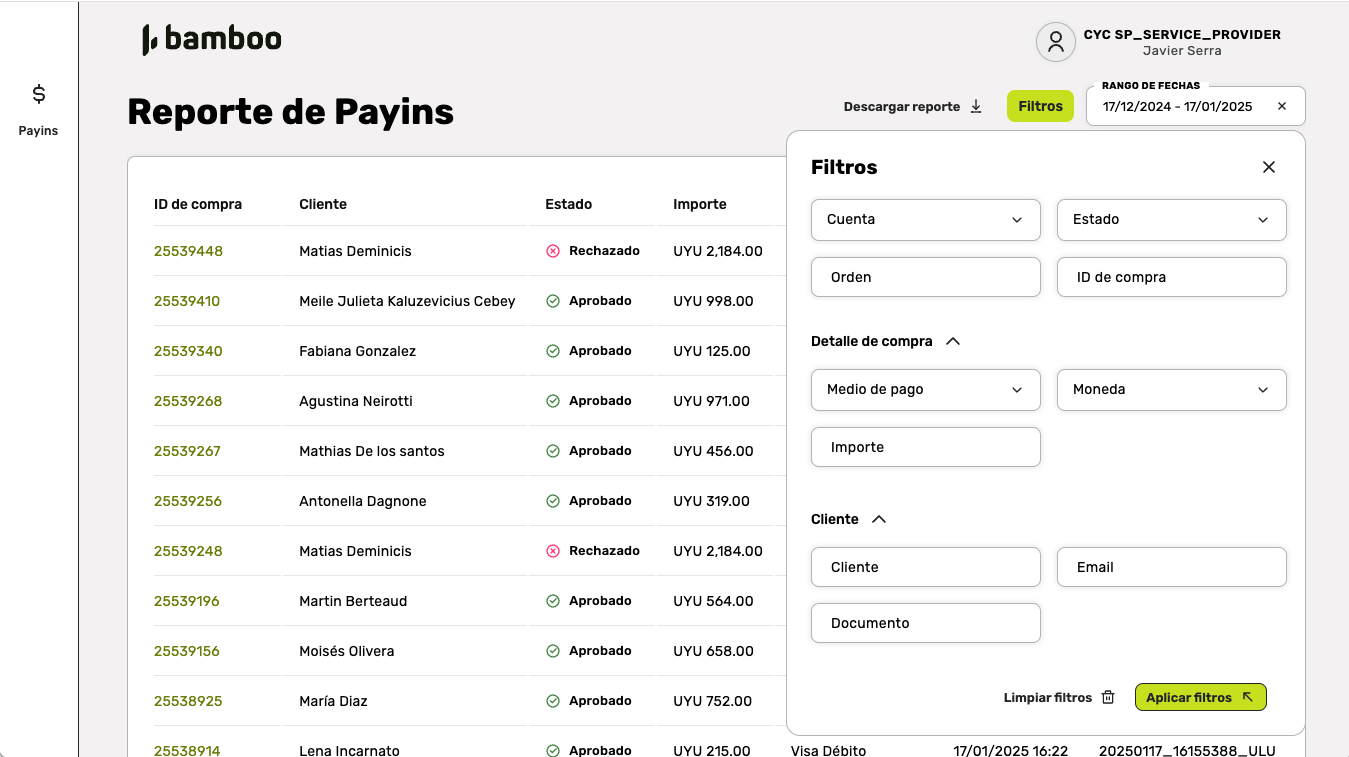 bamboo
CYC SP_SERVICE_PROVIDER
Javier Serra
$
Payins
Reporte de Payins
Descargar reporte
Filtros
RANGO DE FECHAS
17/12/2024 - 17/01/2025
Filtros
Cuenta Estado
Orden ID de compra
Detalle de compra
Medio de pago Moneda
Importe
Cliente
Cliente Email
Documento
Limpiar filtros Aplicar filtros
ID de compra Cliente Estado Importe
25539448 Matias Deminicis Rechazado UYU 2,184.00
25539410 Meile Julieta Kaluzevicius Cebey Aprobado UYU 998.00
25539340 Fabiana Gonzalez Aprobado UYU 125.00
25539268 Agustina Neirotti Aprobado UYU 971.00
25539267 Mathias De los santos Aprobado UYU 456.00
25539256 Antonella Dagnone Aprobado UYU 319.00
25539248 Matias Deminicis Rechazado UYU 2,184.00
25539196 Martin Berteaud Aprobado UYU 564.00
25539156 Moisés Olivera Aprobado UYU 658.00
25538925 María Diaz Aprobado UYU 752.00
25538914 Lena Incarnato Aprobado UYU 215.00 Visa Débito 17/01/2025 16:22 20250117_16155388_ULU